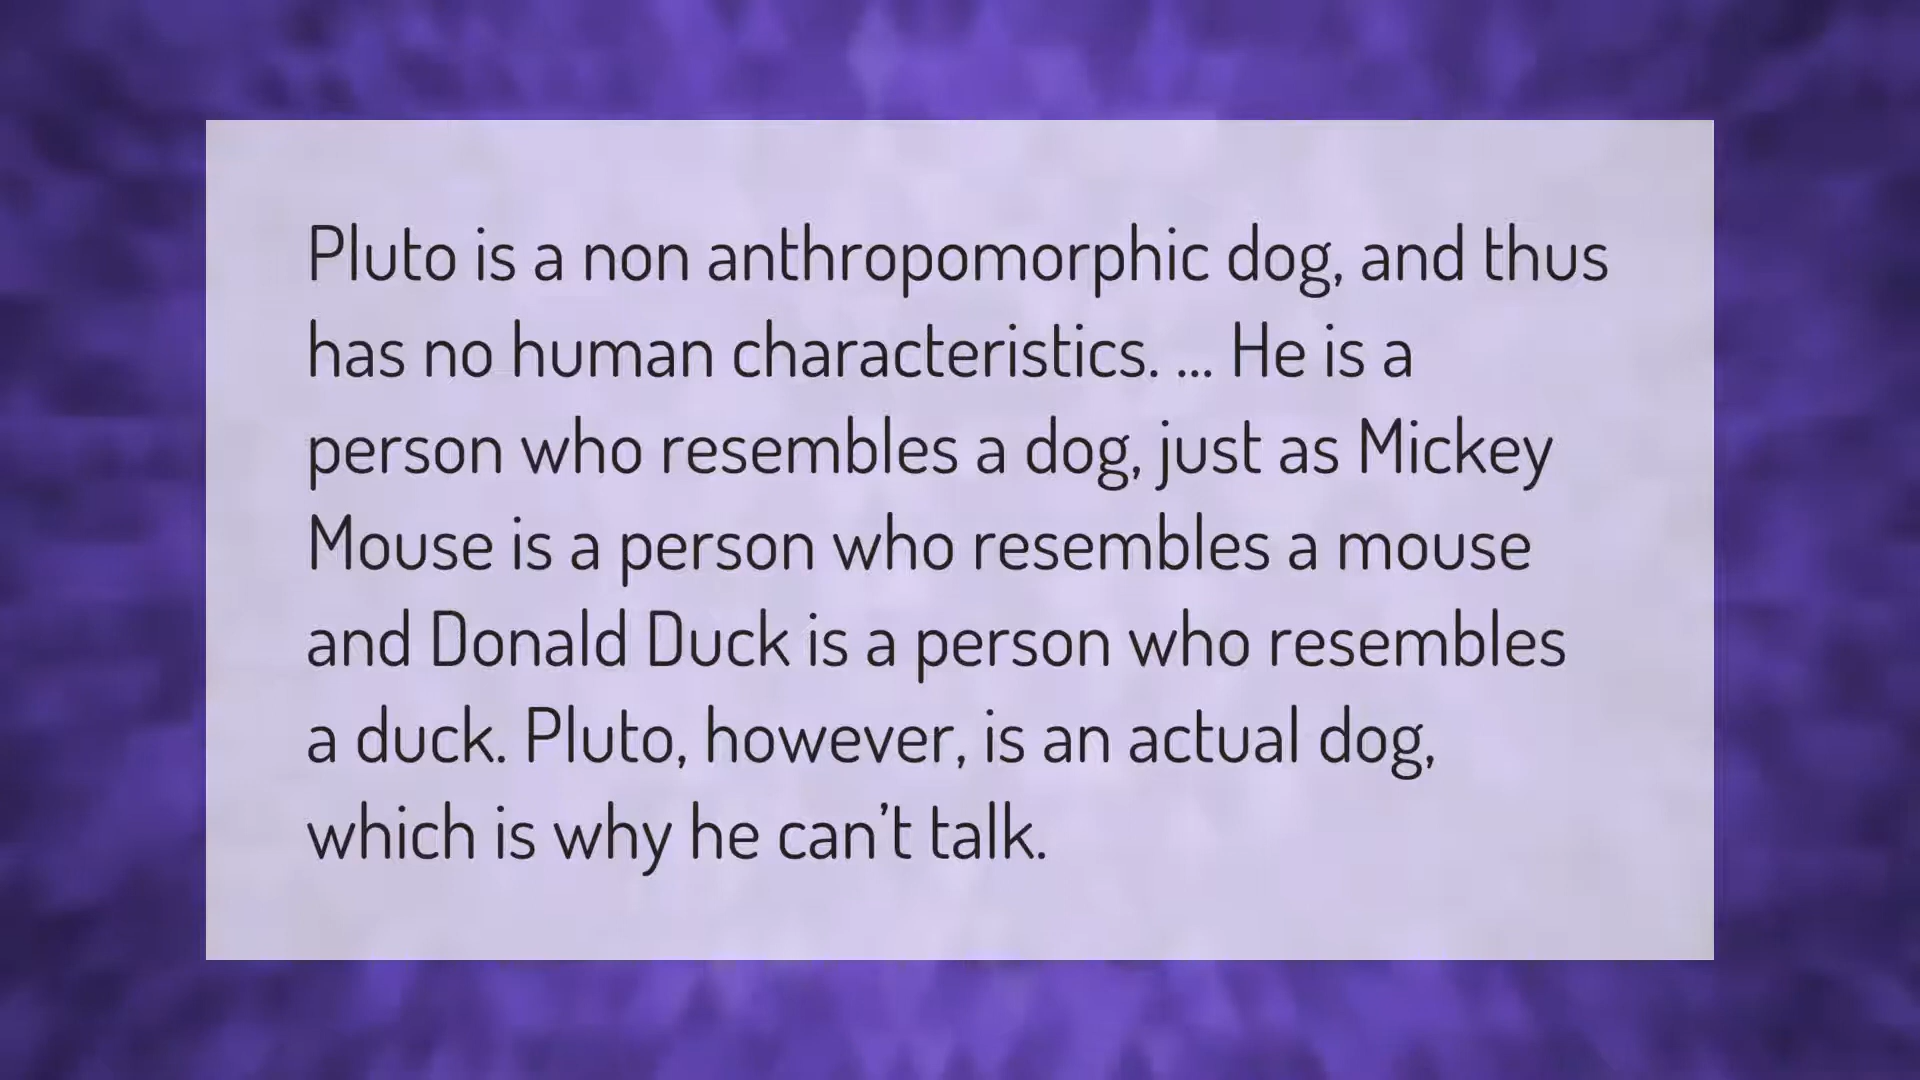 Pluto is a non anthropomorphic dog, and thus
has no human characteristics. ... He is a
person who resembles a dog, just as Mickey
Mouse is a person who resembles a mouse
and Donald Duck is a person who resembles
a duck. Pluto, however, is an actual dog,
which is why he can't talk.